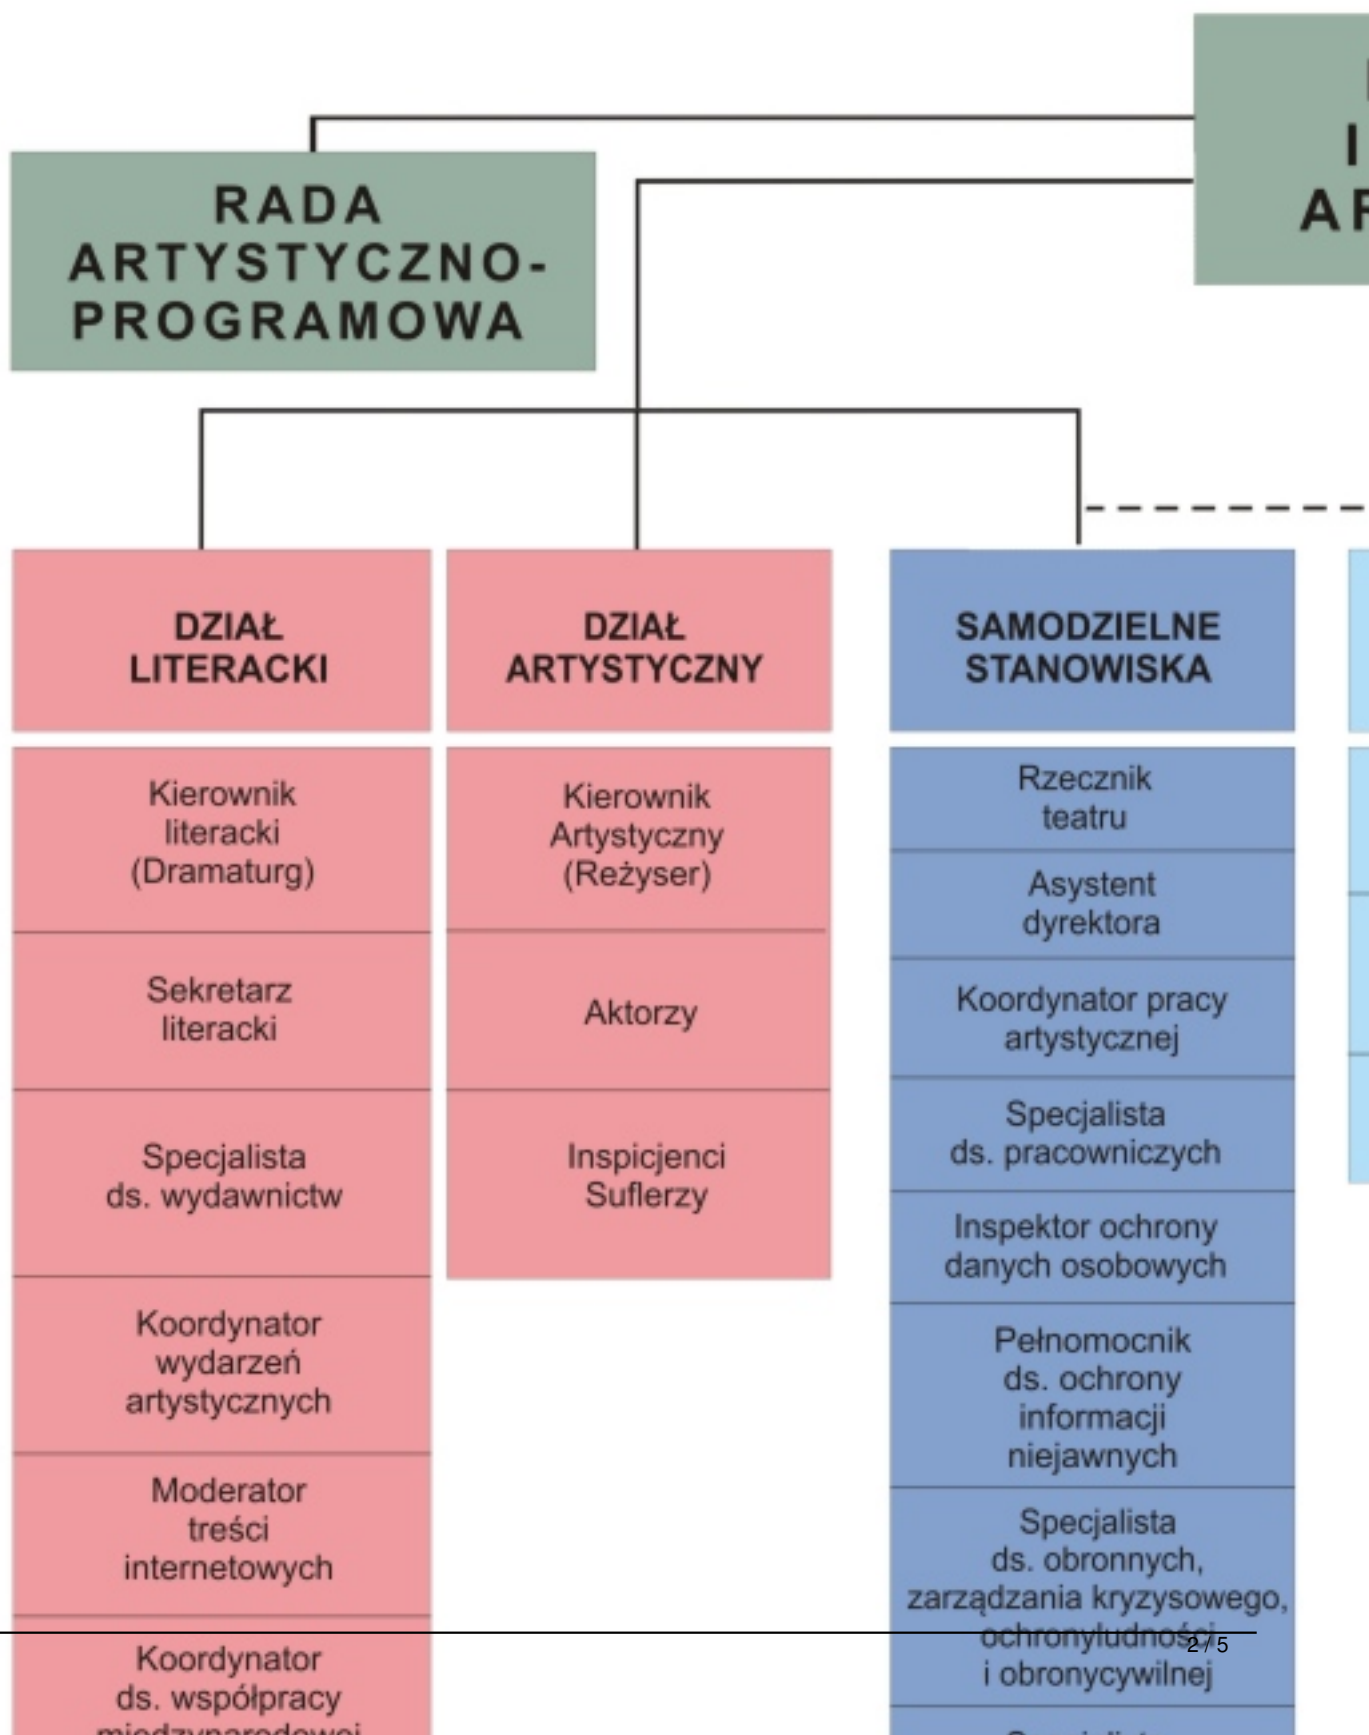 RADA
ARTYSTYCZNO-
PROGRAMOWA
I
DZIAŁ
LITERACKI
Kierownik
literacki
(Dramaturg)
Sekretarz
literacki
Specjalista
ds. wydawnictw
Koordynator
wydarzeń
artystycznych
Moderator
treści
internetowych
Koordynator
ds. współpracy
międzynarodowej
DZIAŁ
ARTYSTYCZNY
Kierownik
Artystyczny
(Reżyser)
Aktorzy
Inspicjenci
Suflerzy
SAMODZIELNE
STANOWISKA
Rzecznik
teatru
Asystent
dyrektora
Koordynator pracy
artystycznej
Specjalista
ds. pracowniczych
Inspektor ochrony
danych osobowych
Pełnomocnik
ds. ochrony
informacji
niejawnych
Specjalista
ds. obronnych,
zarządzania kryzysowego,
ochronyludności
i obronycywilnej
2 / 5